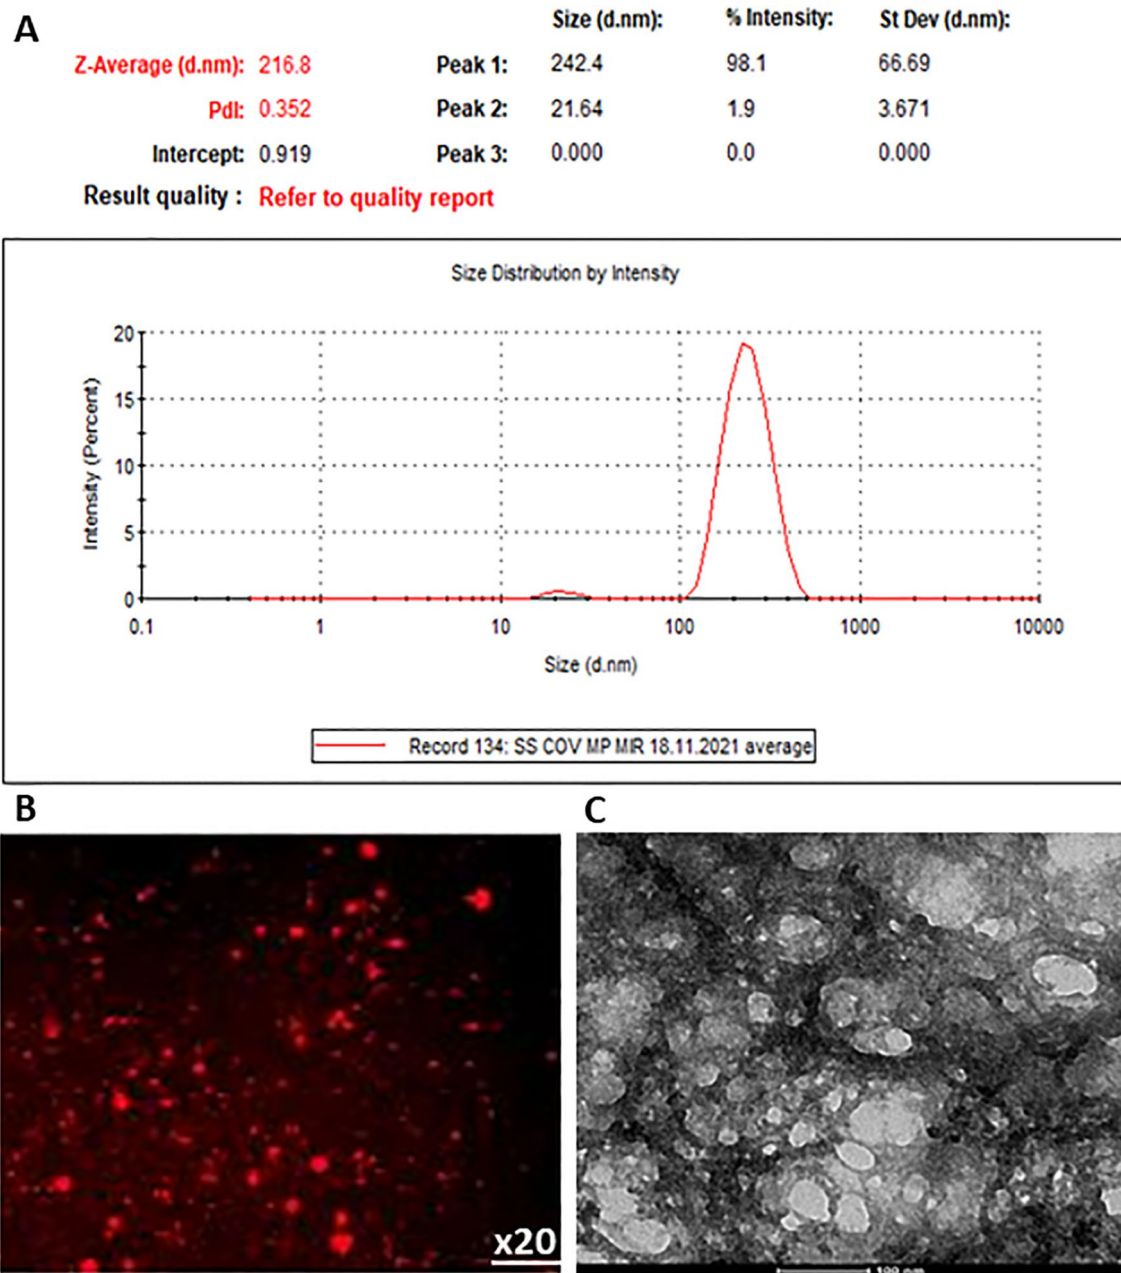 A
Size (d.nm): % Intensity: St Dev (d.nm):
Z-Average (d.nm): 216.8 Peak 1: 242.4 98.1 66.69
PdI: 0.352 Peak 2: 21.64 1.9 3.671
Intercept: 0.919 Peak 3: 0.000 0.0 0.000
Result quality : Refer to quality report
Size Distribution by Intensity
Intensity (Percent)
20
15
10
5
0
0.1 1 10 100 1000 10000
Size (d.nm)
Record 134: SS COV MP MIR 18.11.2021 average
B C
x20